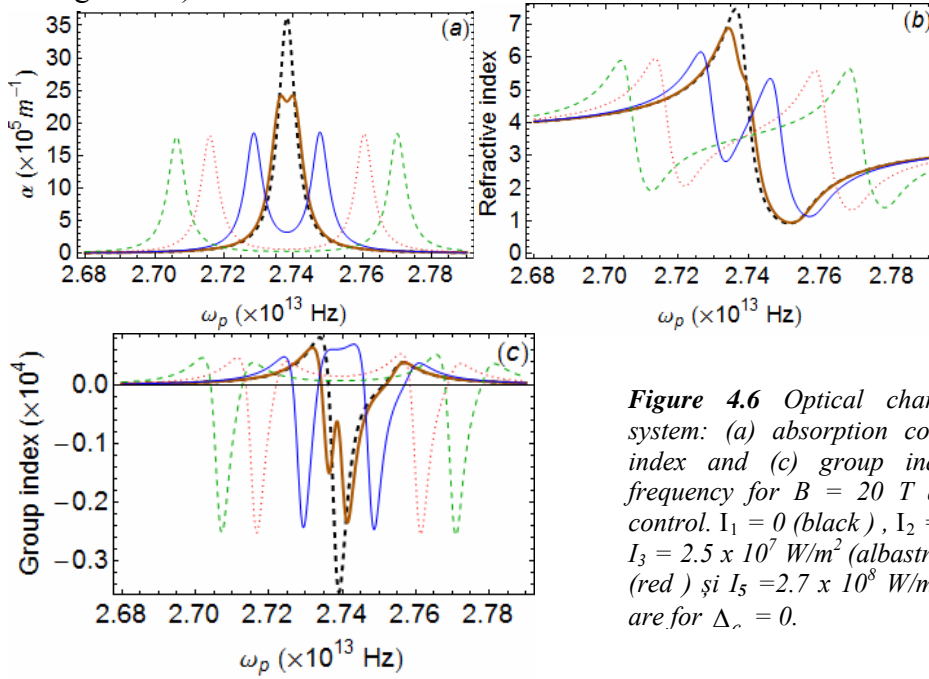 (a)
35
30
25
20
15
10
5
0
α (×10⁵ m⁻¹)
2.68 2.70 2.72 2.74 2.76 2.78
ωₚ (×10¹³ Hz)
(b)
7
6
5
4
3
2
1
0
Refractive index
2.68 2.70 2.72 2.74 2.76 2.78
ωₚ (×10¹³ Hz)
(c)
0.0
−0.1
−0.2
−0.3
Group index (×10⁴)
2.68 2.70 2.72 2.74 2.76 2.78
ωₚ (×10¹³ Hz)
Figure 4.6 Optical char
system: (a) absorption co
index and (c) group ind
frequency for B = 20 T
control. I₁ = 0 (black ) , I₂ =
I₃ = 2.5 x 10⁷ W/m² (albastr
(red ) şi I₅ =2.7 x 10⁸ W/m
are for Δ꜀ = 0.